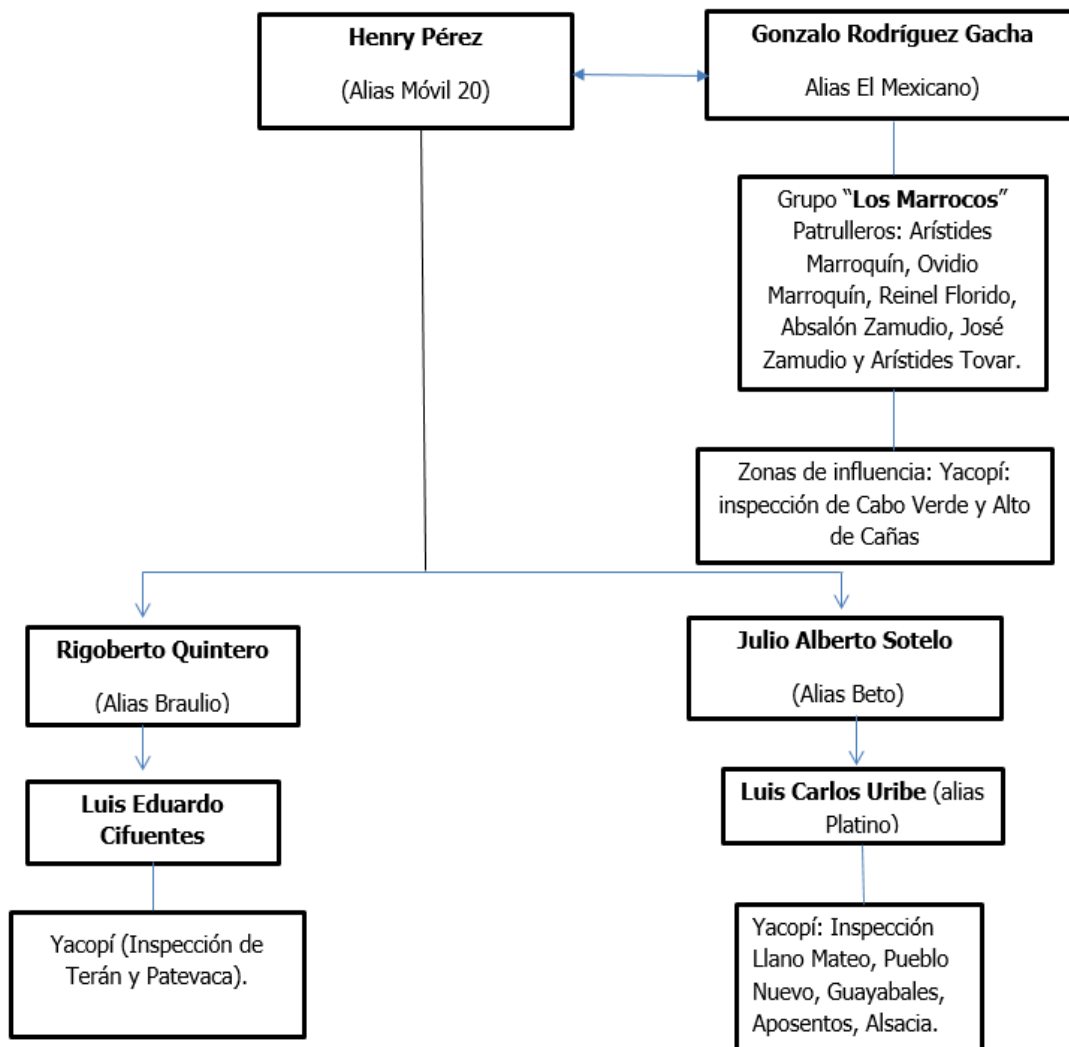 Henry Pérez
(Alias Móvil 20)
Gonzalo Rodríguez Gacha
Alias El Mexicano)
Grupo “Los Marrocos”
Patrulleros: Arístides
Marroquín, Ovidio
Marroquín, Reinel Florido,
Absalón Zamudio, José
Zamudio y Arístides Tovar.
Zonas de influencia: Yacopí:
inspección de Cabo Verde y Alto
de Cañas
Rigoberto Quintero
(Alias Braulio)
Julio Alberto Sotelo
(Alias Beto)
Luis Eduardo
Cifuentes
Luis Carlos Uribe (alias
Platino)
Yacopí (Inspección de
Terán y Patevaca).
Yacopí: Inspección
Llano Mateo, Pueblo
Nuevo, Guayabales,
Aposentos, Alsacia.